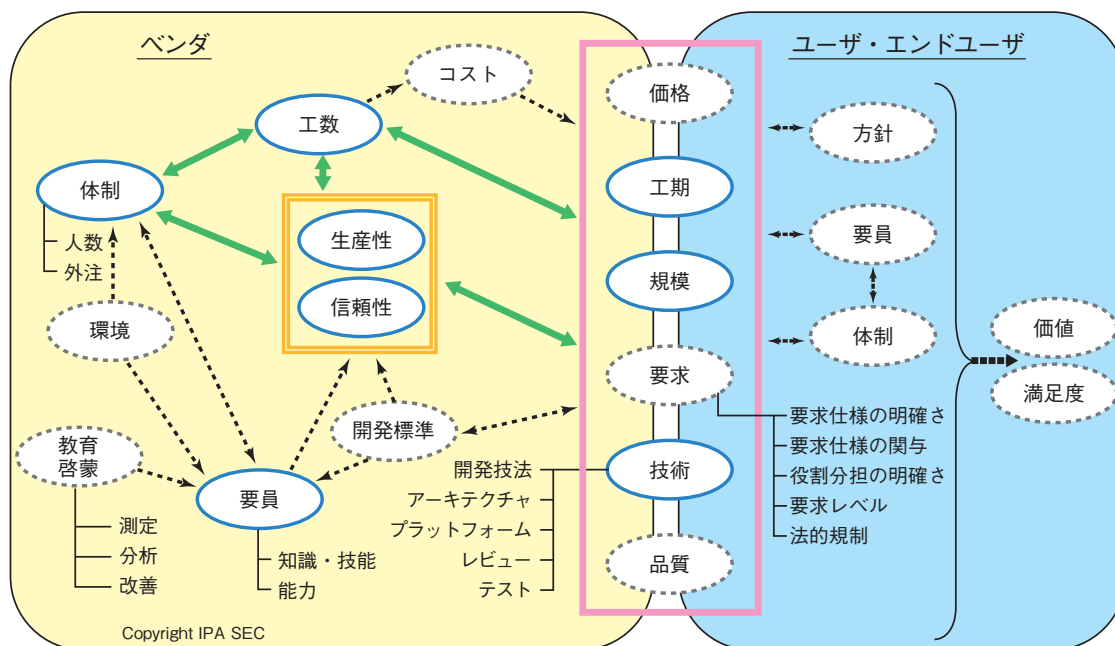 ベンダ
ユーザ・エンドユーザ
コスト
価格
工数
方針
体制
工期
人数
外注
生産性
信頼性
要員
規模
環境
体制
価値
満足度
要求
開発標準
教育
啓蒙
要求仕様の明確さ
要求仕様の関与
役割分担の明確さ
要求レベル
法的規制
要員
技術
開発技法
アーキテクチャ
プラットフォーム
レビュー
テスト
測定
分析
改善
知識・技能
能力
品質
Copyright IPA SEC